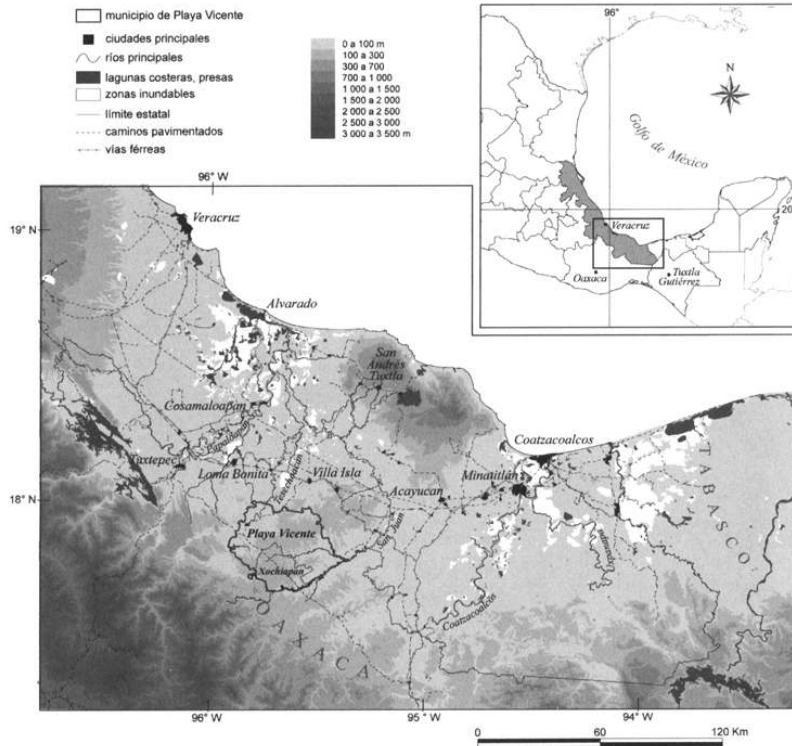 municipio de Playa Vicente
ciudades principales
ríos principales
lagunas costeras, presas
zonas inundables
límite estatal
caminos pavimentados
vías férreas
0 a 100 m
100 a 300
300 a 700
700 a 1 000
1 000 a 1 500
1 500 a 2 000
2 000 a 2 500
2 500 a 3 000
3 000 a 3 500 m
96°
N
Golfo de México
20
Veracruz
Oaxaca
Tuxtla
Gutiérrez
96° W
19° N
Veracruz
Alvarado
San
Andrés
Tuxtla
Cosamaloapan
Papaloapan
Coatzacoalcos
Tuxtepec
Loma Bonita
Tesechoacán
Villa Isla
Minatitlán
Acayucan
TABASCO
18° N
Playa Vicente
San Juan
Xochiapan
Uxpanapa
Coatzacoalcos
OAXACA
96° W
95° W
94° W
0
60
120 Km